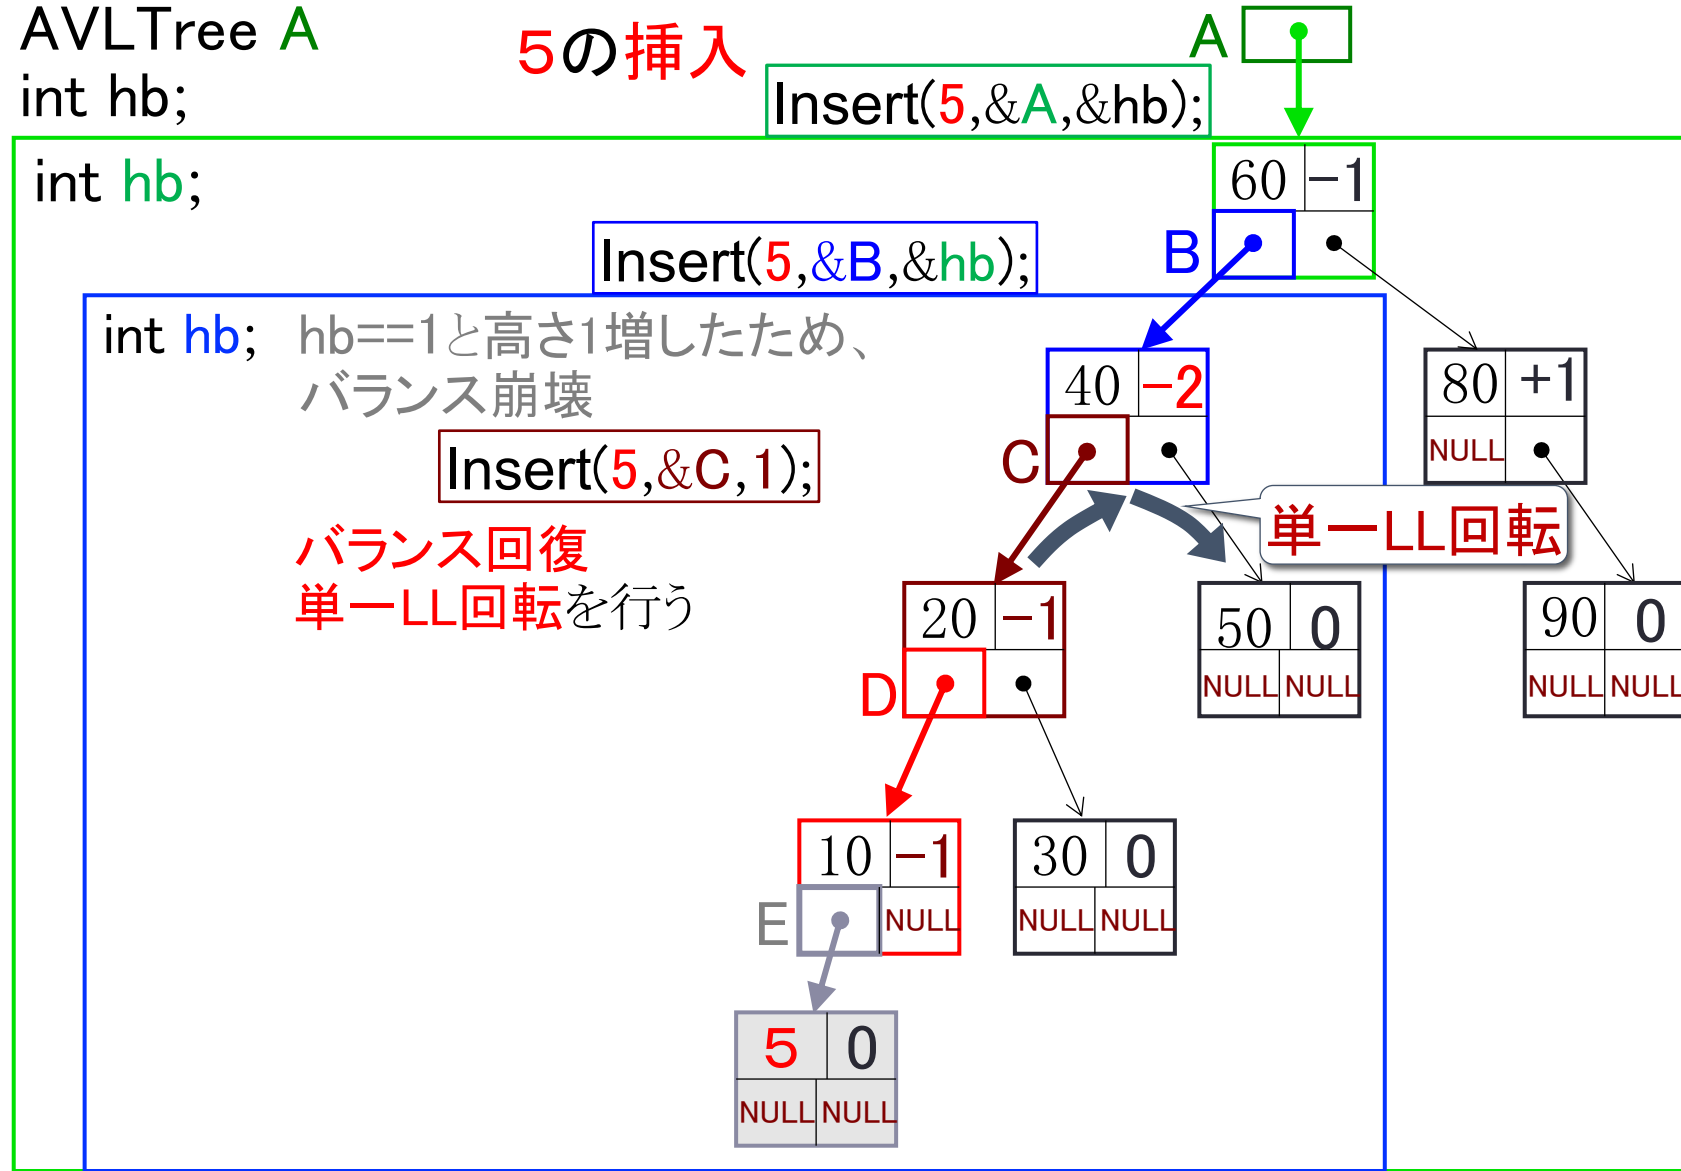 AVLTree A
int hb;
5の挿入
A
Insert(5,&A,&hb);
int hb;
60 −1
Insert(5,&B,&hb);
B
int hb; hb==1と高さ1増したため、
バランス崩壊
40 −2
80 +1
NULL
Insert(5,&C,1);
C
単一LL回転
バランス回復
単一LL回転を行う
20 −1
50 0
NULL NULL
90 0
NULL NULL
D
10 −1
NULL
30 0
NULL NULL
E
5 0
NULL NULL